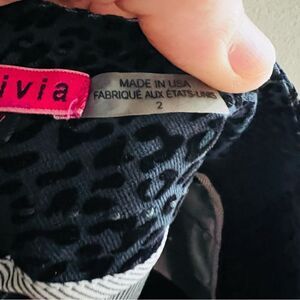 ivia
MADE IN USA
FABRIQUÉ AUX ÉTATS-UNIS
2